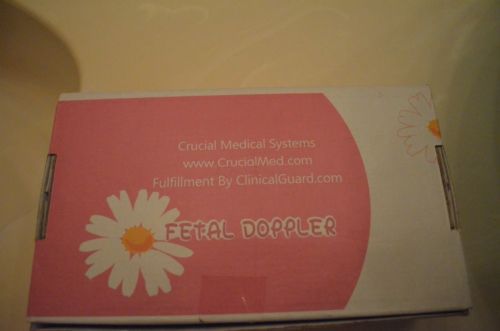 Crucial Medical Systems
www.CrucialMed.com
Fulfillment By ClinicalGuard.com
FETAL DOPPLER